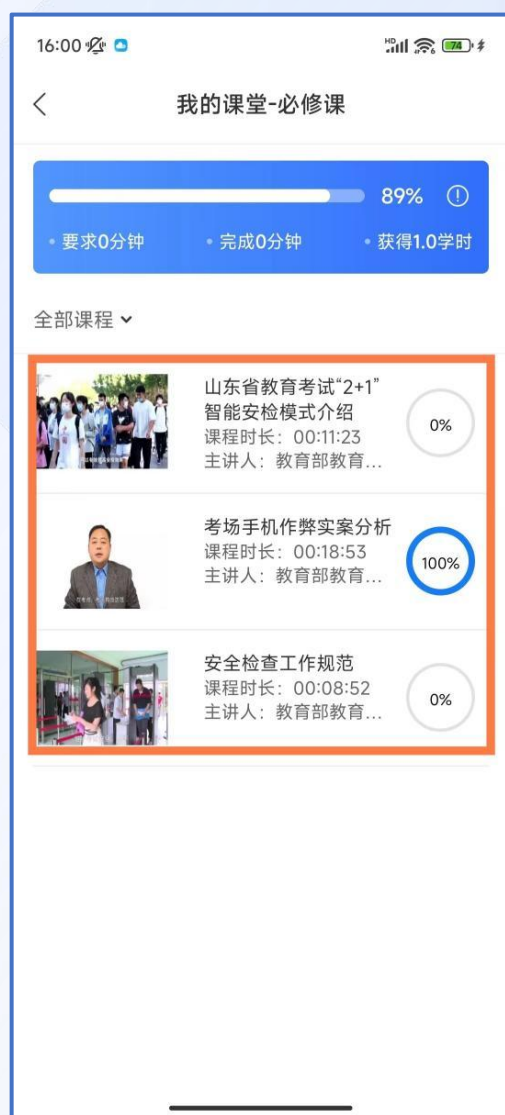 16:00
HD
74
我的课堂-必修课
89%
• 要求0分钟
• 完成0分钟
• 获得1.0学时
全部课程
山东省教育考试“2+1”
智能安检模式介绍
课程时长：00:11:23
主讲人：教育部教育...
0%
考场手机作弊实案分析
课程时长：00:18:53
主讲人：教育部教育...
100%
安全检查工作规范
课程时长：00:08:52
主讲人：教育部教育...
0%